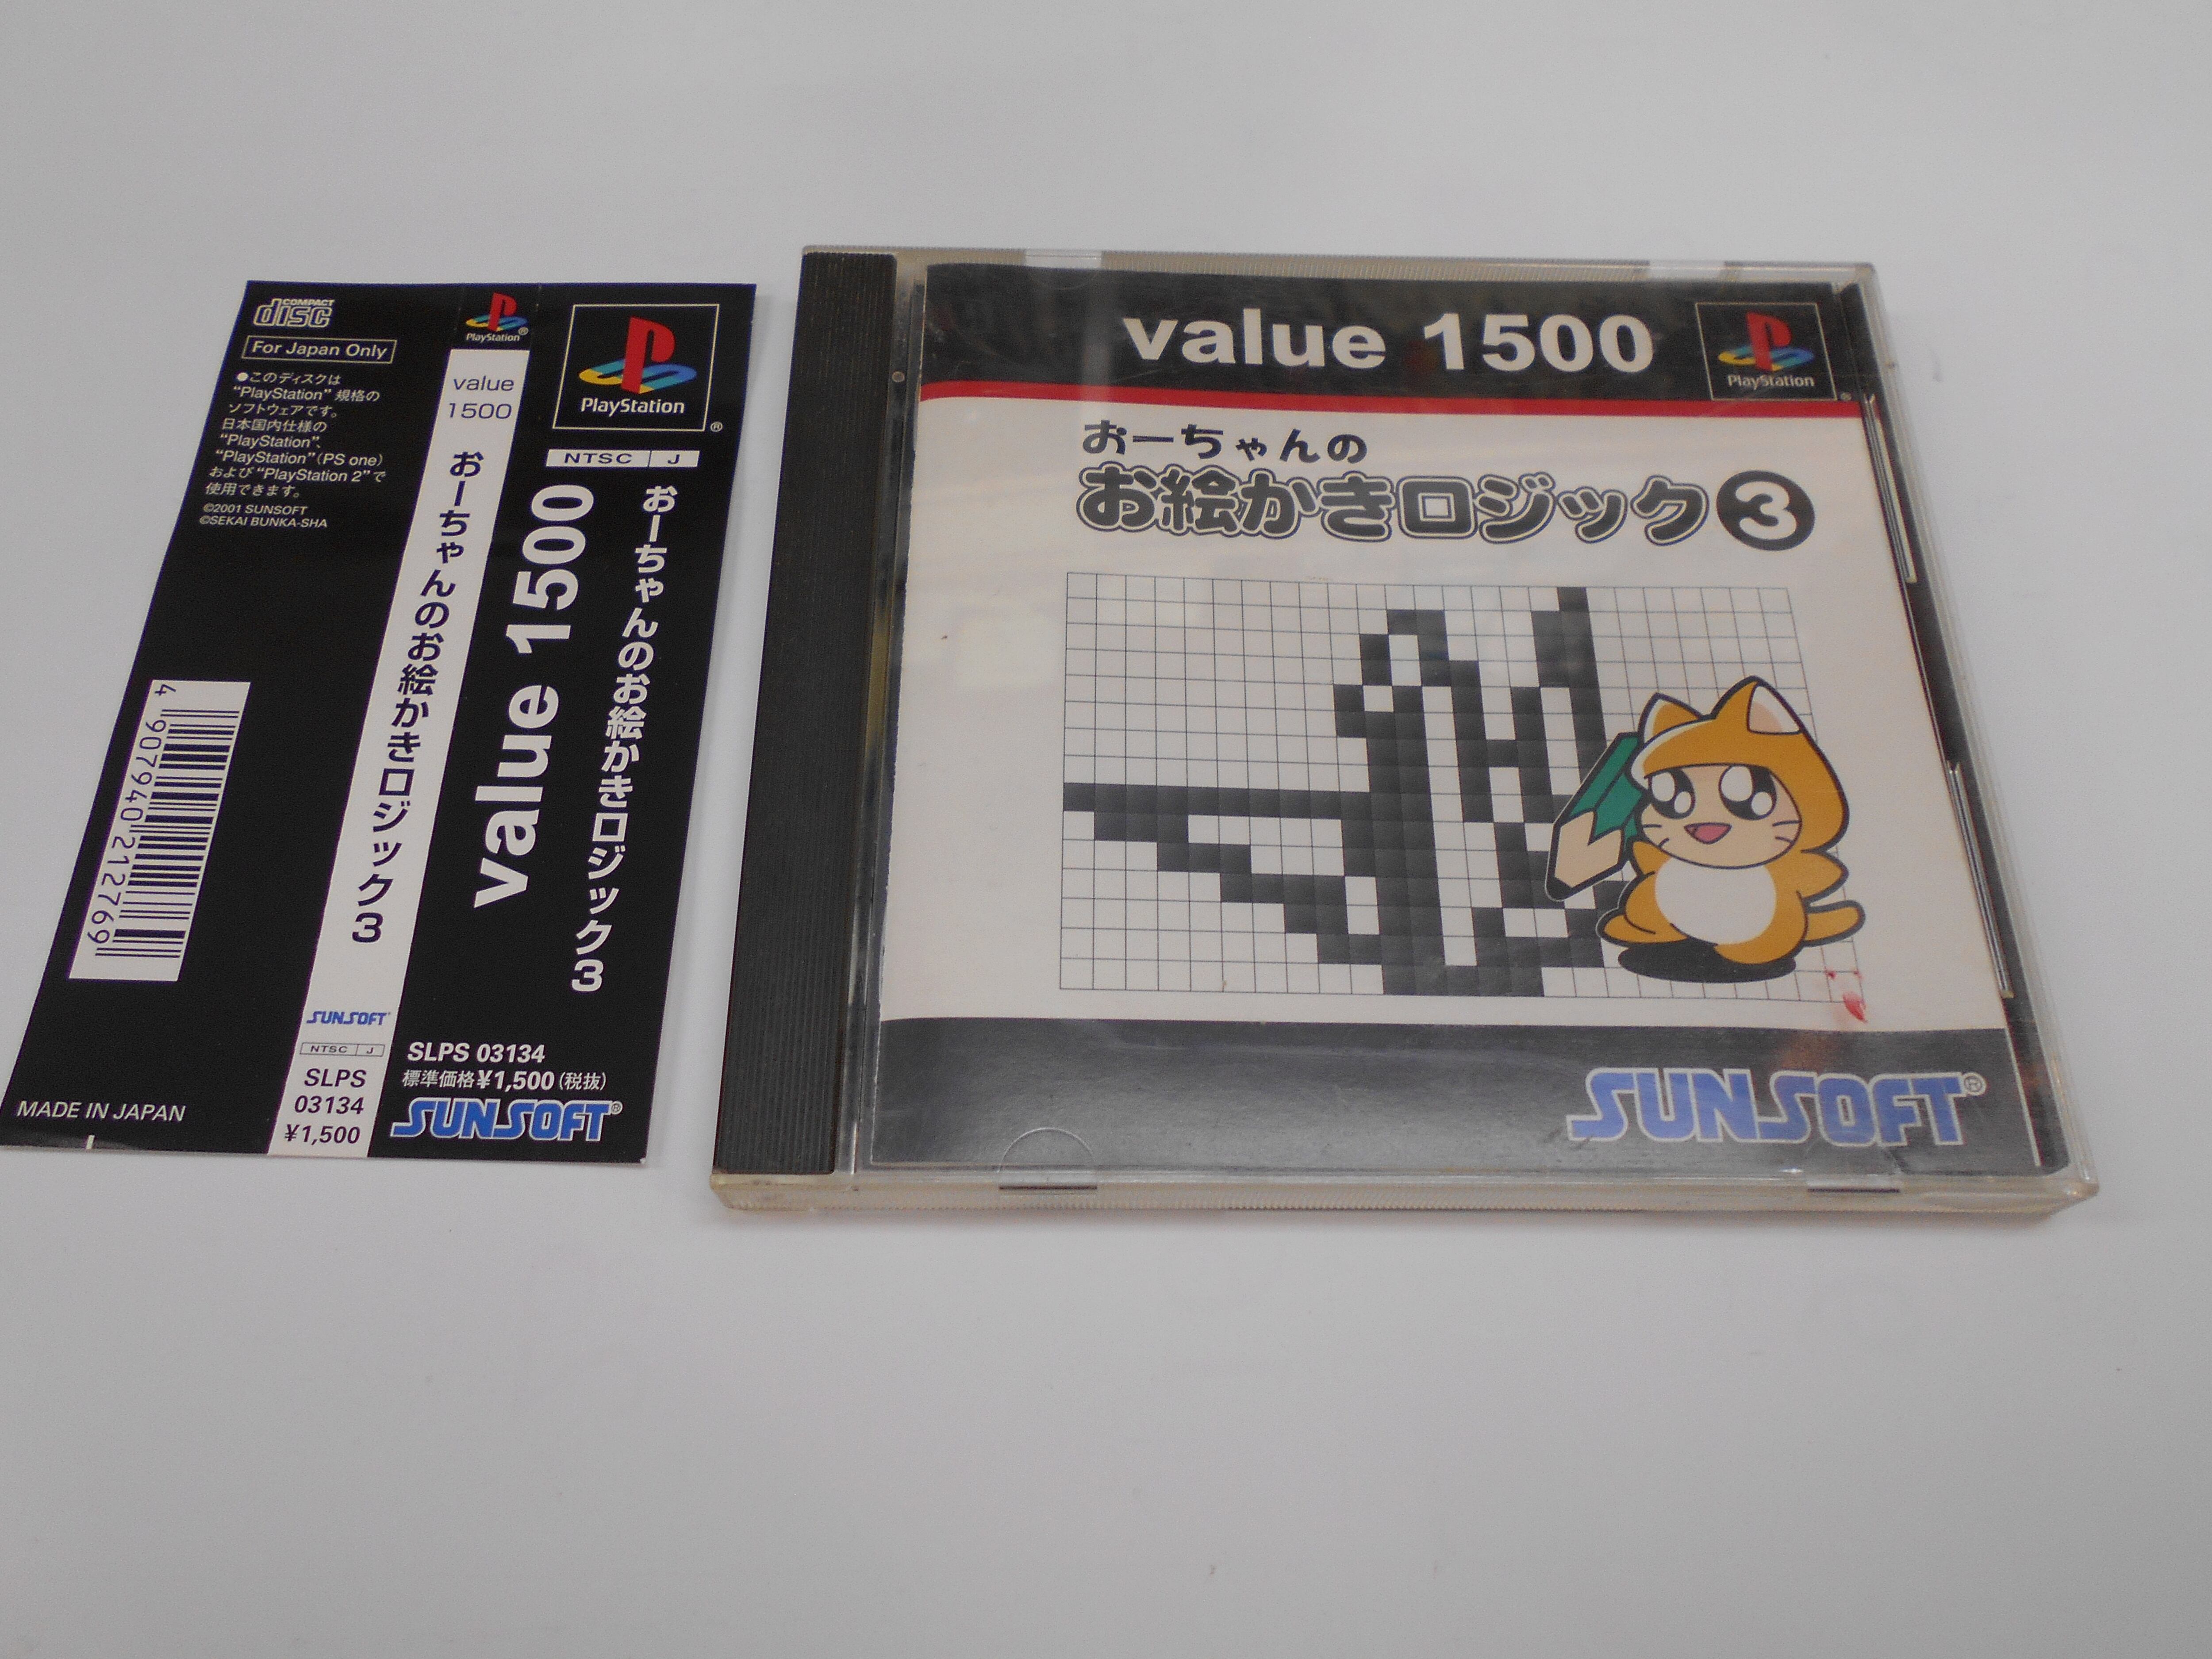 COMPACT
disc
For Japan Only
●このディスクは
"PlayStation" 規格の
ソフトウェアです。
日本国内仕様の
"PlayStation"、
"PlayStation"(PS one)
および"PlayStation 2"で
使用できます。
©2001 SUNSOFT
©SEKAI BUNKA-SHA
4 907940 212769
MADE IN JAPAN
PlayStation®
value
1500
おーちゃんのお絵かきロジック3
SUNSOFT
NTSC J
SLPS
03134
¥1,500
PlayStation®
NTSC J
おーちゃんのお絵かきロジック3
value 1500
SLPS 03134
標準価格¥1,500(税抜)
SUNSOFT®
value 1500
PlayStation®
おーちゃんの
お絵かきロジック3
SUNSOFT®